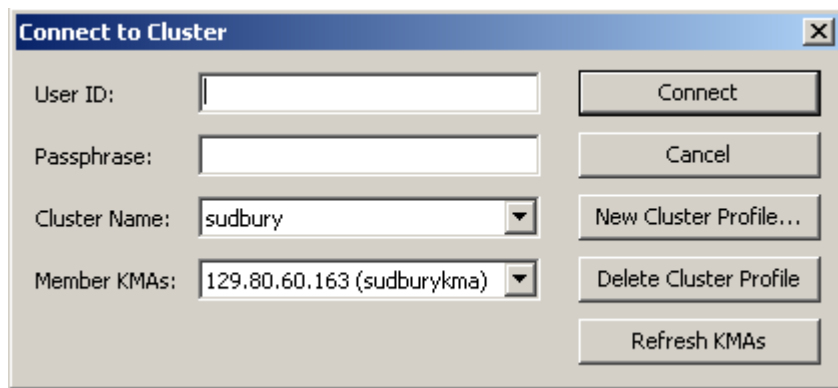 Connect to Cluster
User ID:
Connect
Passphrase:
Cancel
Cluster Name:
sudbury
New Cluster Profile...
Member KMAs:
129.80.60.163 (sudburykma)
Delete Cluster Profile
Refresh KMAs